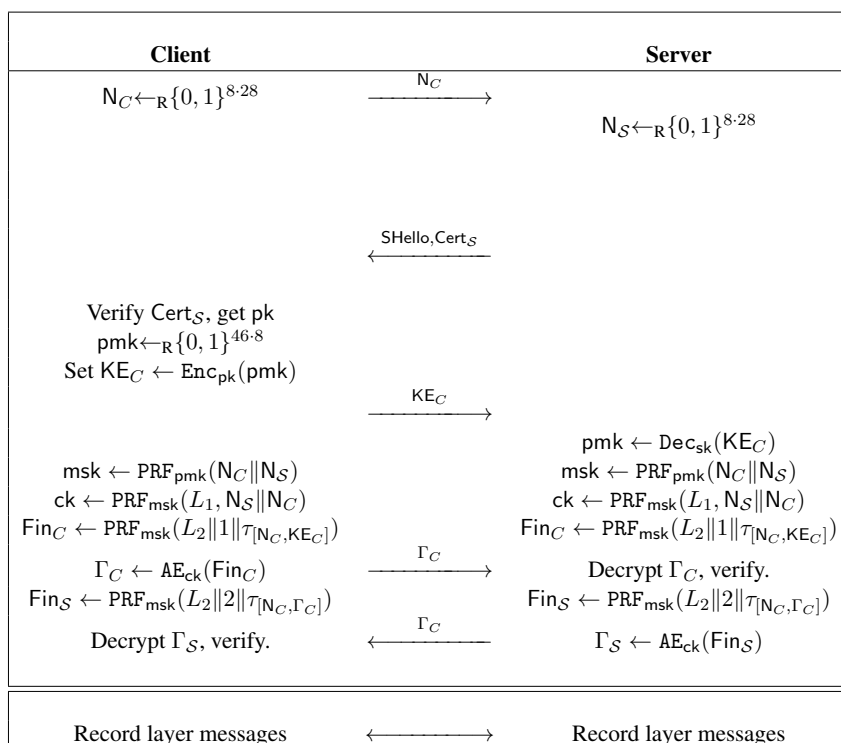 Client Server
N_C ←_R {0, 1}^{8·28} N_C N_𝒮 ←_R {0, 1}^{8·28}
SHello,Cert_𝒮
Verify Cert_𝒮, get pk
pmk ←_R {0, 1}^{46·8}
Set KE_C ← Enc_pk(pmk)
KE_C
pmk ← Dec_sk(KE_C)
msk ← PRF_pmk(N_C‖N_𝒮) msk ← PRF_pmk(N_C‖N_𝒮)
ck ← PRF_msk(L_1, N_𝒮‖N_C) ck ← PRF_msk(L_1, N_𝒮‖N_C)
Fin_C ← PRF_msk(L_2‖1‖τ_{[N_C,KE_C]}) Fin_C ← PRF_msk(L_2‖1‖τ_{[N_C,KE_C]})
Γ_C ← AE_ck(Fin_C) Γ_C Decrypt Γ_C, verify.
Fin_𝒮 ← PRF_msk(L_2‖2‖τ_{[N_C,Γ_C]}) Fin_𝒮 ← PRF_msk(L_2‖2‖τ_{[N_C,Γ_C]})
Decrypt Γ_𝒮, verify. Γ_C Γ_𝒮 ← AE_ck(Fin_𝒮)
Record layer messages Record layer messages